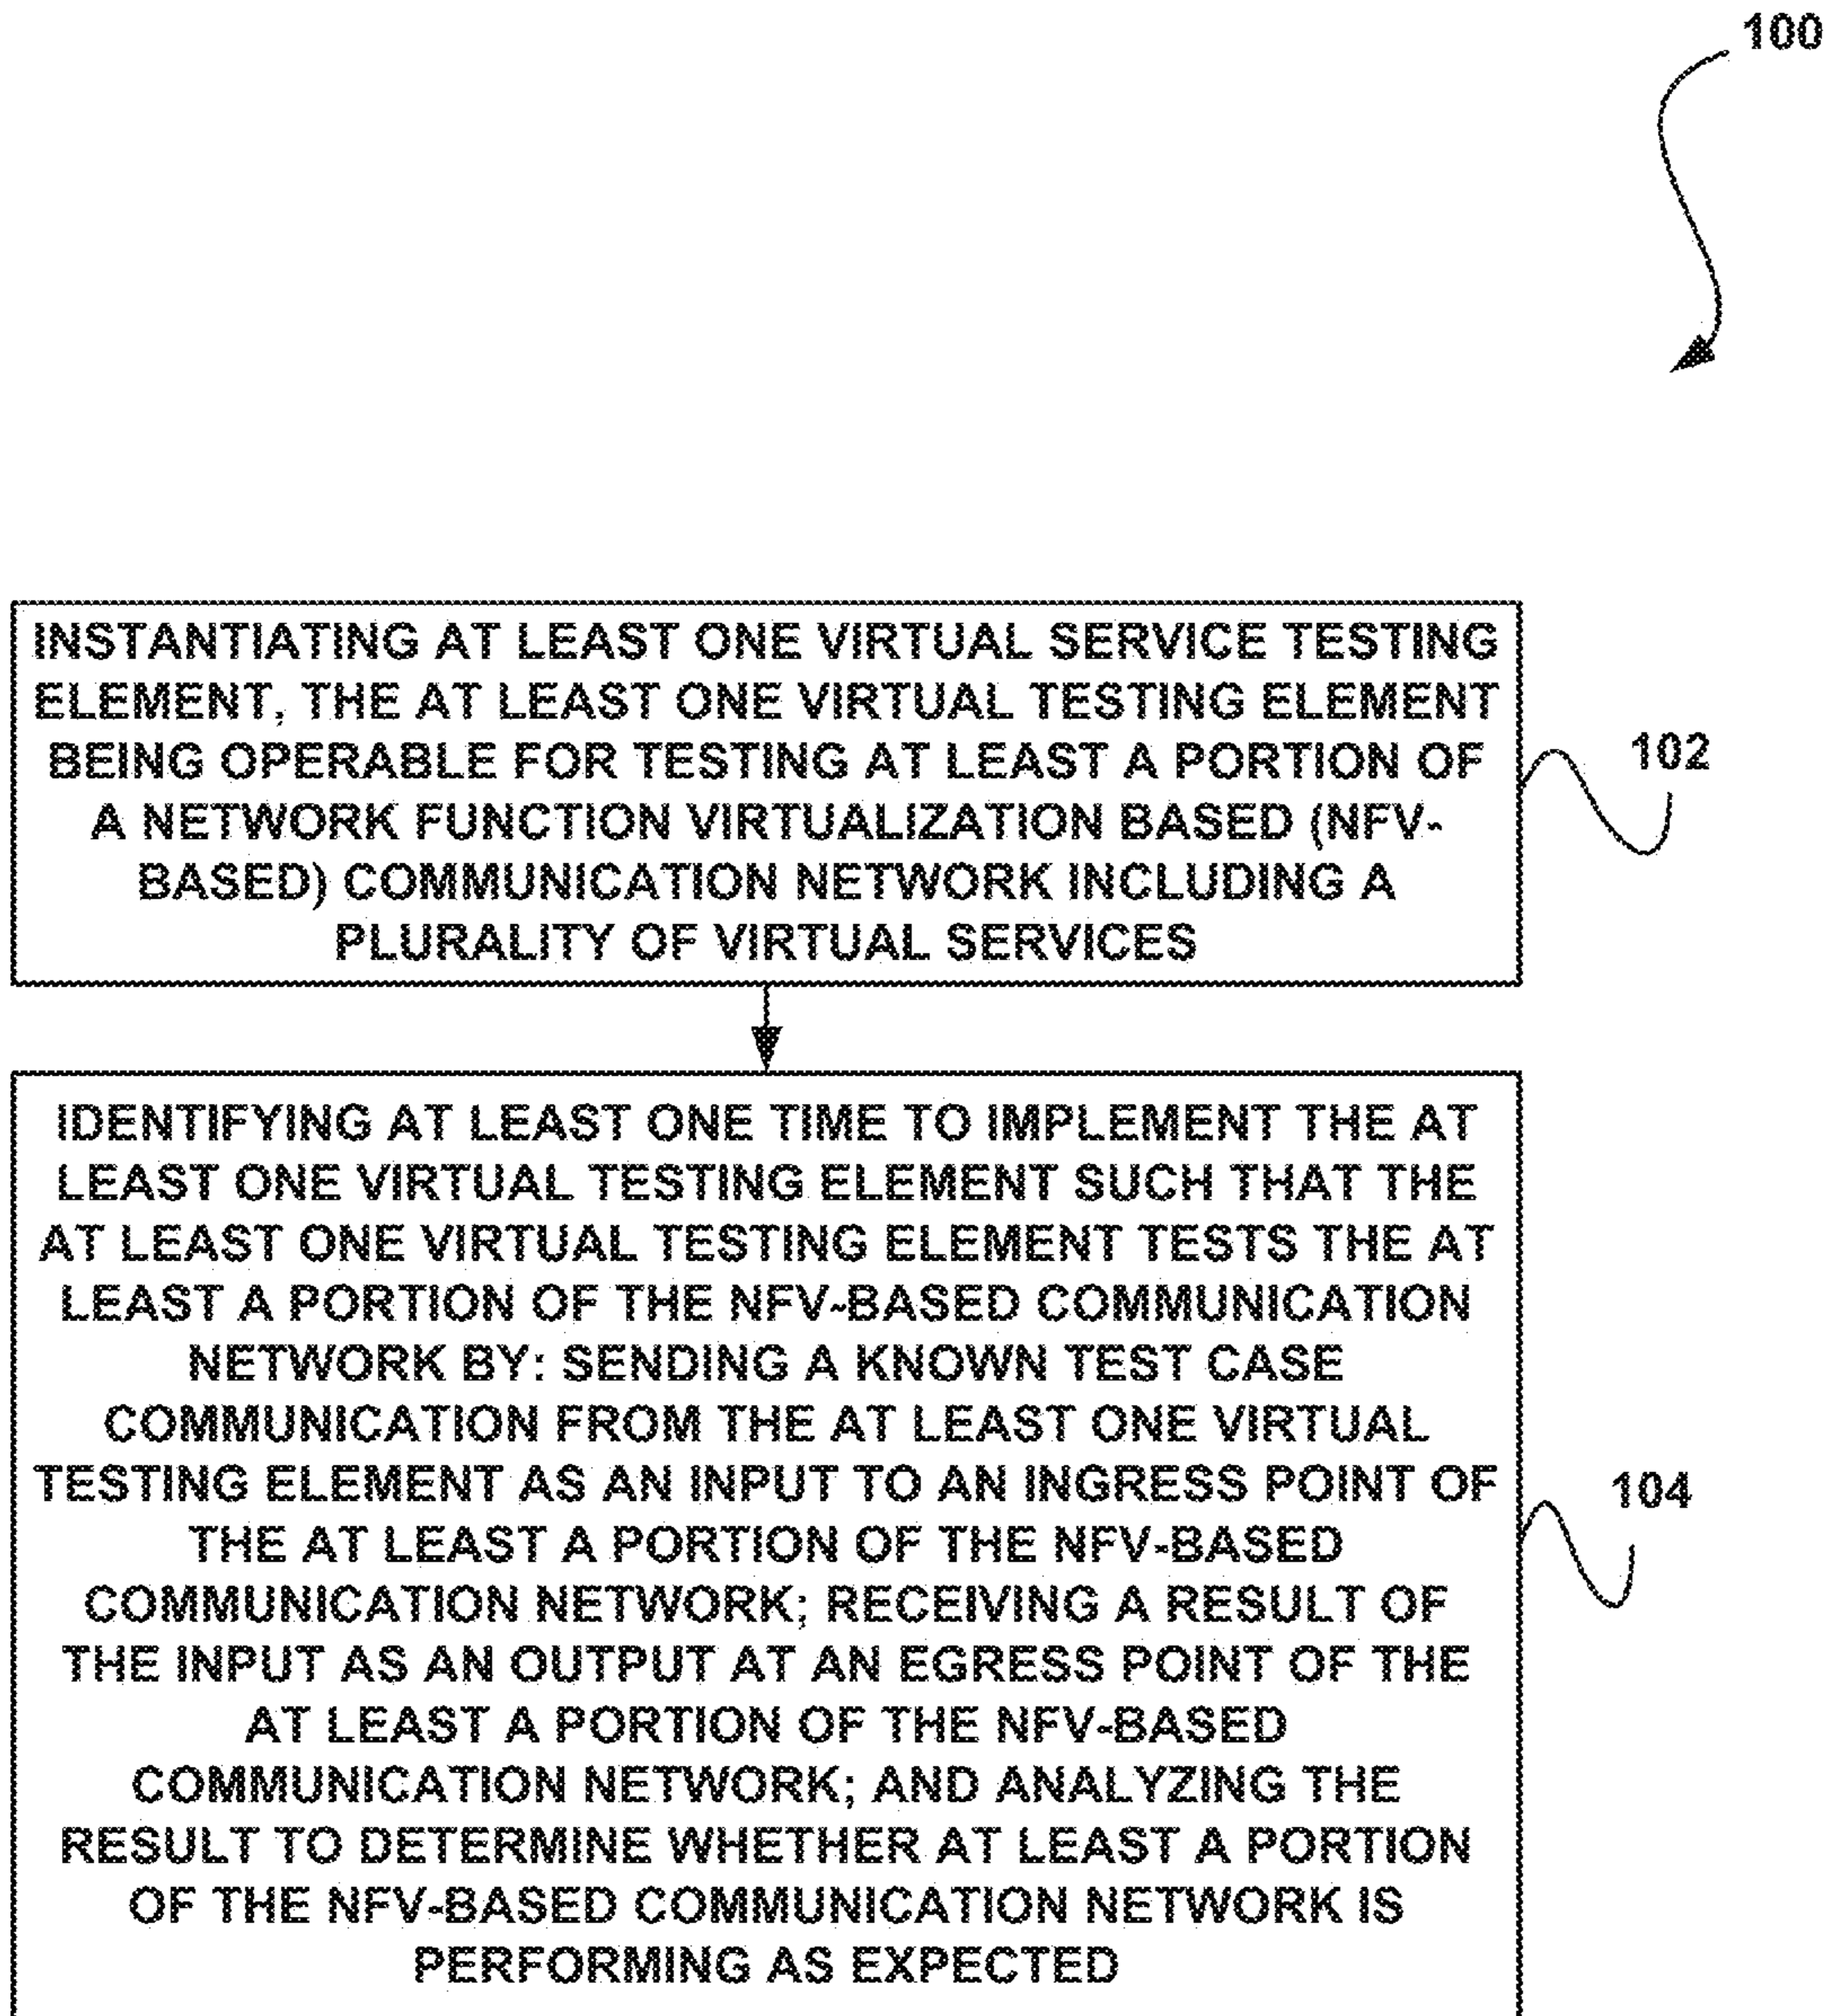 100
INSTANTIATING AT LEAST ONE VIRTUAL SERVICE TESTING
ELEMENT, THE AT LEAST ONE VIRTUAL TESTING ELEMENT
BEING OPERABLE FOR TESTING AT LEAST A PORTION OF
A NETWORK FUNCTION VIRTUALIZATION BASED (NFV-
BASED) COMMUNICATION NETWORK INCLUDING A
PLURALITY OF VIRTUAL SERVICES
102
IDENTIFYING AT LEAST ONE TIME TO IMPLEMENT THE AT
LEAST ONE VIRTUAL TESTING ELEMENT SUCH THAT THE
AT LEAST ONE VIRTUAL TESTING ELEMENT TESTS THE AT
LEAST A PORTION OF THE NFV-BASED COMMUNICATION
NETWORK BY: SENDING A KNOWN TEST CASE
COMMUNICATION FROM THE AT LEAST ONE VIRTUAL
TESTING ELEMENT AS AN INPUT TO AN INGRESS POINT OF
THE AT LEAST A PORTION OF THE NFV-BASED
COMMUNICATION NETWORK; RECEIVING A RESULT OF
THE INPUT AS AN OUTPUT AT AN EGRESS POINT OF THE
AT LEAST A PORTION OF THE NFV-BASED
COMMUNICATION NETWORK; AND ANALYZING THE
RESULT TO DETERMINE WHETHER AT LEAST A PORTION
OF THE NFV-BASED COMMUNICATION NETWORK IS
PERFORMING AS EXPECTED
104